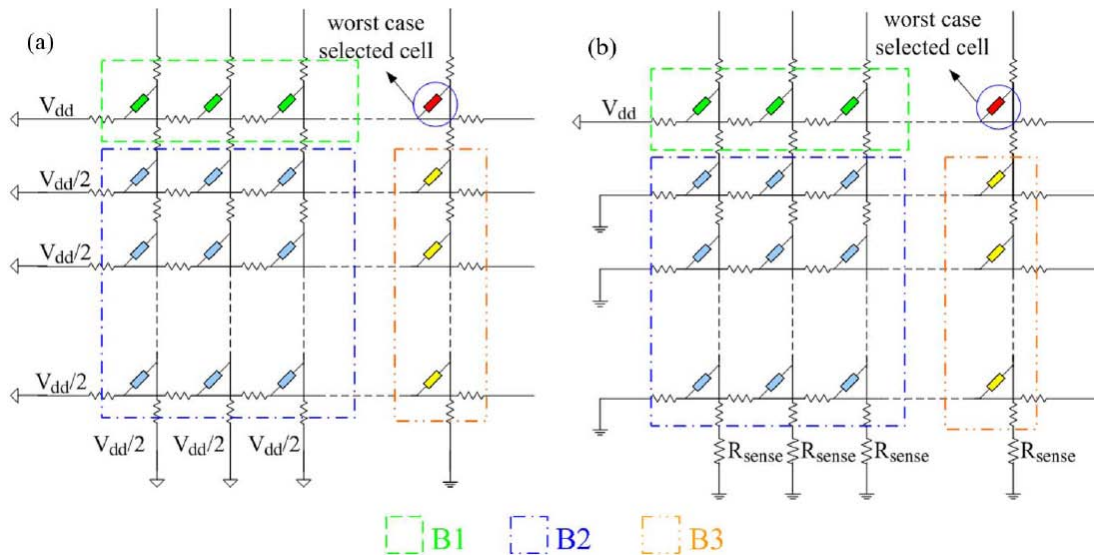 (a)
worst case
selected cell
V_dd
V_dd/2
V_dd/2
V_dd/2
V_dd/2 V_dd/2 V_dd/2
(b)
worst case
selected cell
V_dd
R_sense R_sense R_sense R_sense
B1 B2 B3